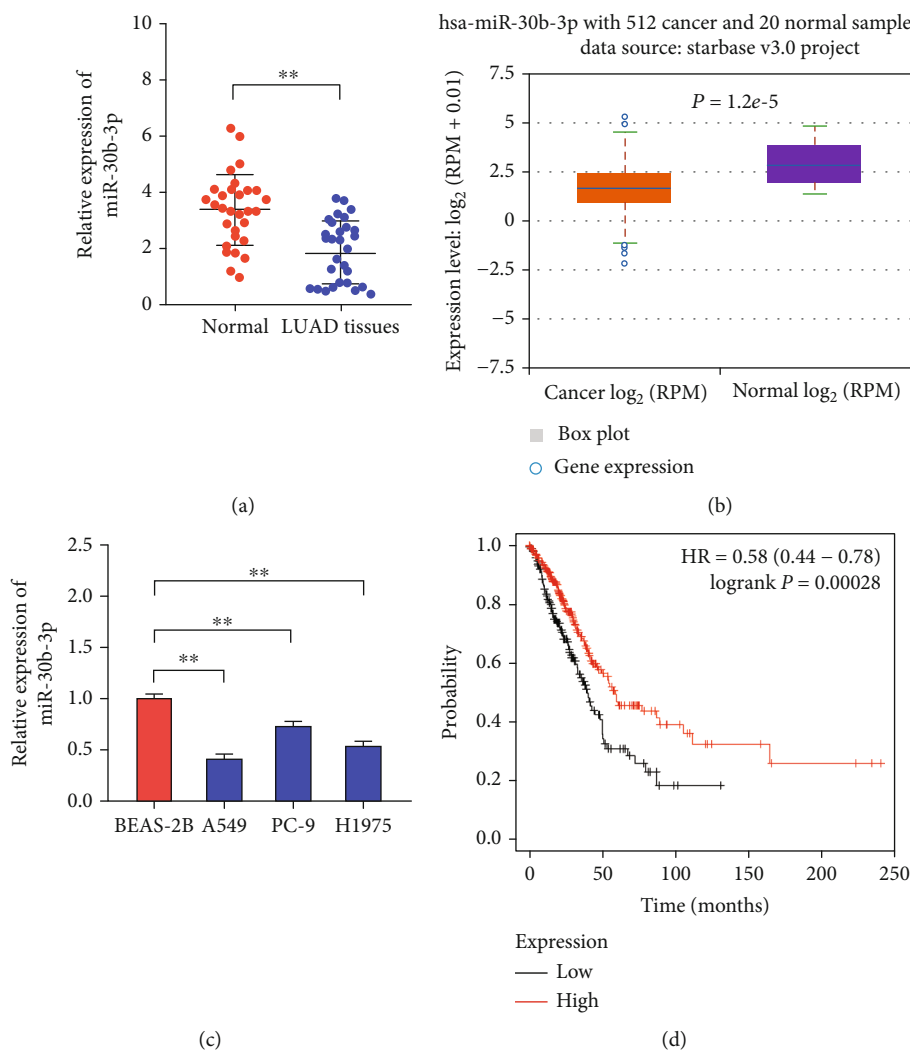 10
8
6
4
2
0
Relative expression of
miR-30b-3p
**
Normal
LUAD tissues
(a)
hsa-miR-30b-3p with 512 cancer and 20 normal sample
data source: starbase v3.0 project
P = 1.2e-5
7.5
5
2.5
0
−2.5
−5
−7.5
Expression level: log₂ (RPM + 0.01)
Cancer log₂ (RPM)
Normal log₂ (RPM)
Box plot
Gene expression
(b)
2.5
2.0
1.5
1.0
0.5
0.0
Relative expression of
miR-30b-3p
**
**
**
BEAS-2B A549 PC-9 H1975
(c)
HR = 0.58 (0.44 − 0.78)
logrank P = 0.00028
1.0
0.8
0.6
0.4
0.2
0.0
Probability
0 50 100 150 200 250
Time (months)
Expression
Low
High
(d)